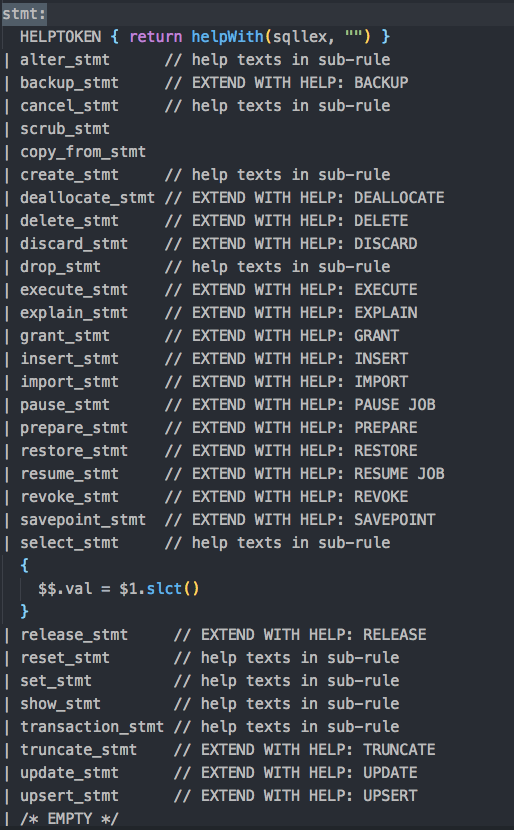 stmt:
  HELPTOKEN { return helpWith(sqllex, "") }
| alter_stmt      // help texts in sub-rule
| backup_stmt     // EXTEND WITH HELP: BACKUP
| cancel_stmt     // help texts in sub-rule
| scrub_stmt
| copy_from_stmt
| create_stmt     // help texts in sub-rule
| deallocate_stmt // EXTEND WITH HELP: DEALLOCATE
| delete_stmt     // EXTEND WITH HELP: DELETE
| discard_stmt    // EXTEND WITH HELP: DISCARD
| drop_stmt       // help texts in sub-rule
| execute_stmt    // EXTEND WITH HELP: EXECUTE
| explain_stmt    // EXTEND WITH HELP: EXPLAIN
| grant_stmt      // EXTEND WITH HELP: GRANT
| insert_stmt     // EXTEND WITH HELP: INSERT
| import_stmt     // EXTEND WITH HELP: IMPORT
| pause_stmt      // EXTEND WITH HELP: PAUSE JOB
| prepare_stmt    // EXTEND WITH HELP: PREPARE
| restore_stmt    // EXTEND WITH HELP: RESTORE
| resume_stmt     // EXTEND WITH HELP: RESUME JOB
| revoke_stmt     // EXTEND WITH HELP: REVOKE
| savepoint_stmt  // EXTEND WITH HELP: SAVEPOINT
| select_stmt     // help texts in sub-rule
  {
    $$.val = $1.slct()
  }
| release_stmt     // EXTEND WITH HELP: RELEASE
| reset_stmt       // help texts in sub-rule
| set_stmt         // help texts in sub-rule
| show_stmt        // help texts in sub-rule
| transaction_stmt // help texts in sub-rule
| truncate_stmt    // EXTEND WITH HELP: TRUNCATE
| update_stmt      // EXTEND WITH HELP: UPDATE
| upsert_stmt      // EXTEND WITH HELP: UPSERT
| /* EMPTY */